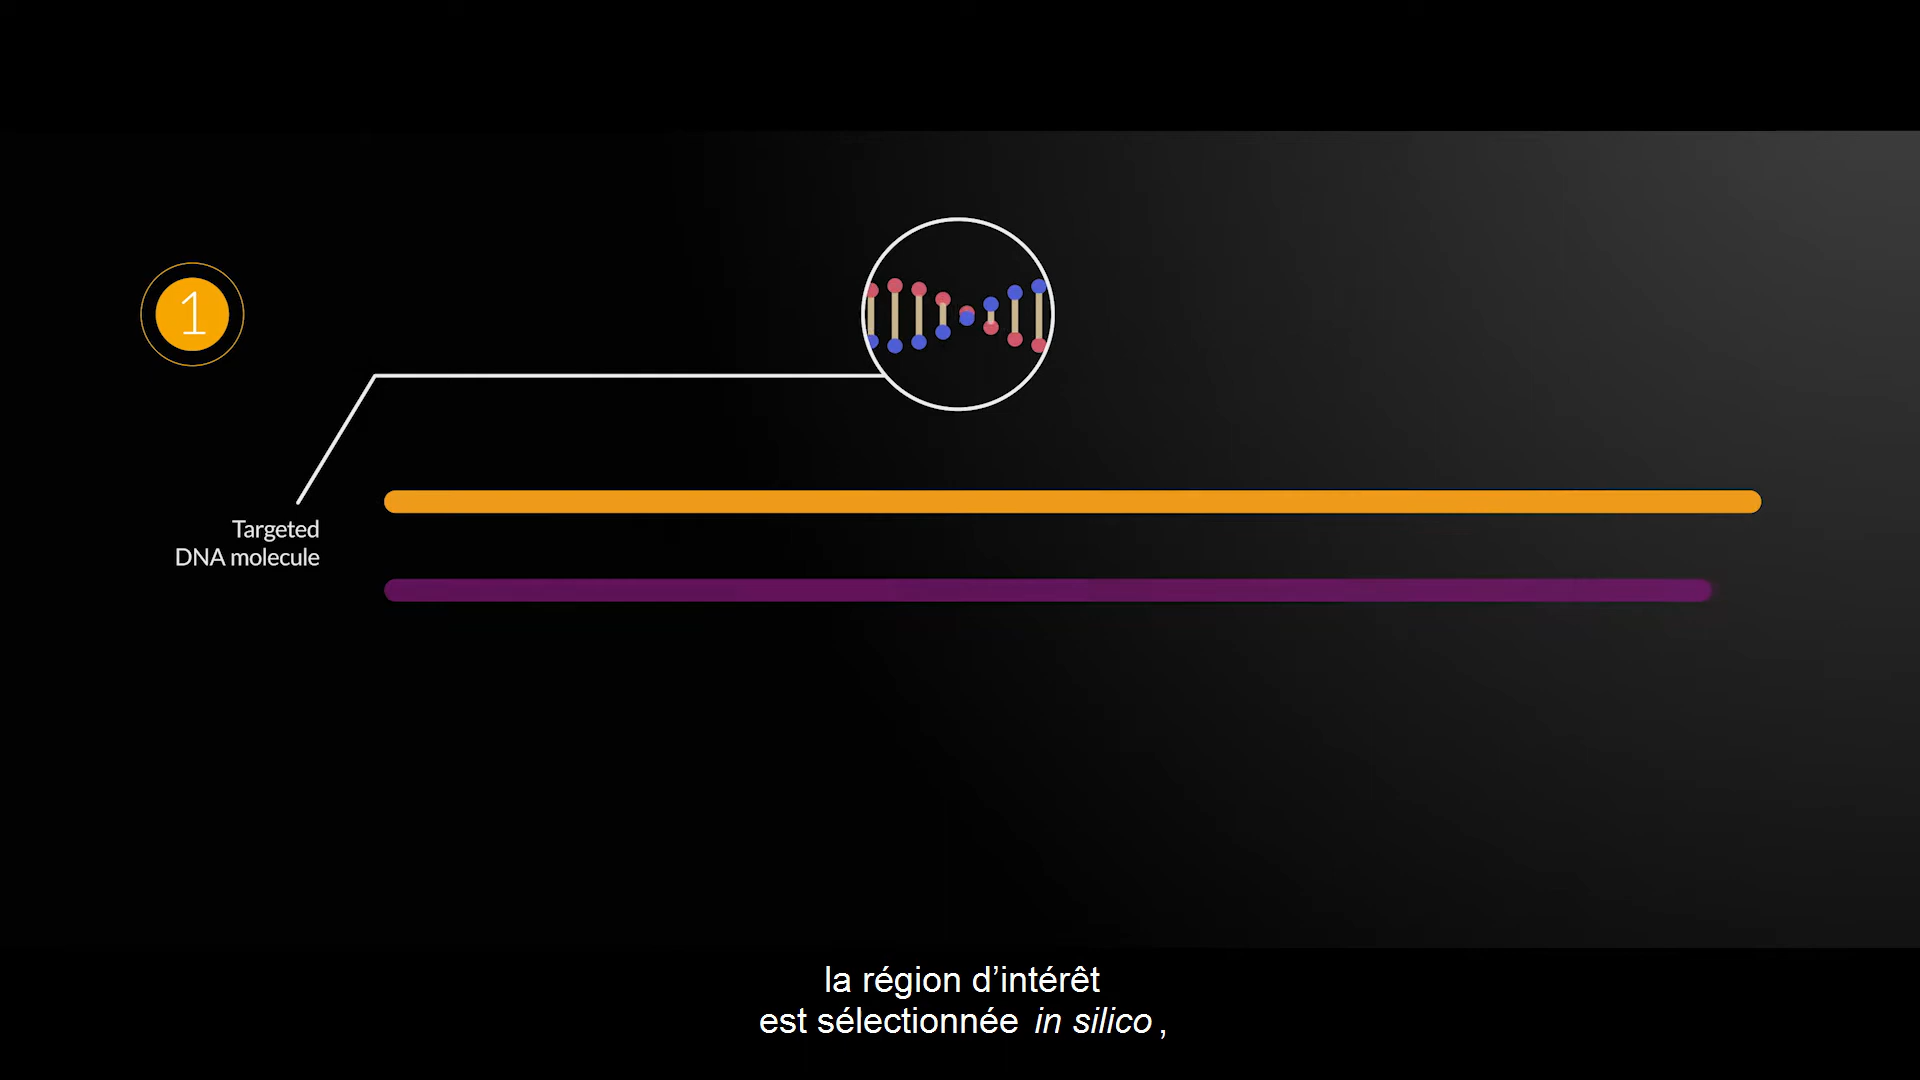 1
Targeted
DNA molecule
la région d’intérêt
est sélectionnée in silico,